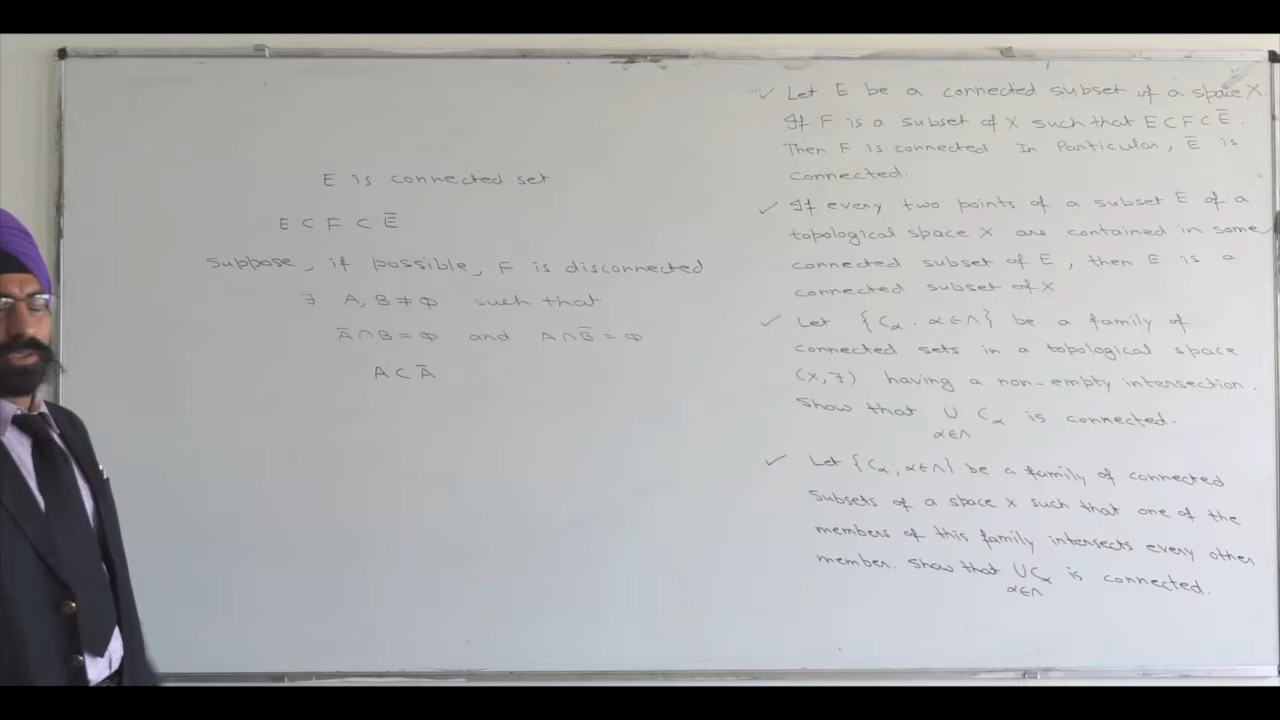 E is connected set
E ⊂ F ⊂ E̅
Suppose, if possible, F is disconnected
∃ A, B ≠ Φ such that
A̅ ∩ B = Φ and A ∩ B̅ = Φ
A ⊂ A̅
✓ Let E be a connected subset of a space X.
If F is a subset of X such that E ⊂ F ⊂ E̅.
Then F is connected In Particular, E̅ is
connected.
✓ If every two points of a subset E of a
topological space X are contained in some
connected subset of E, then E is a
connected subset of X
✓ Let {Cα. α∈Λ} be a family of
connected sets in a topological space
(X, T) having a non-empty intersection.
Show that ∪ Cα is connected.
α∈Λ
✓ Let {Cα; α∈Λ} be a family of connected
subsets of a space X such that one of the
members of this family intersects every other
member. Show that ∪Cα is connected.
α∈Λ